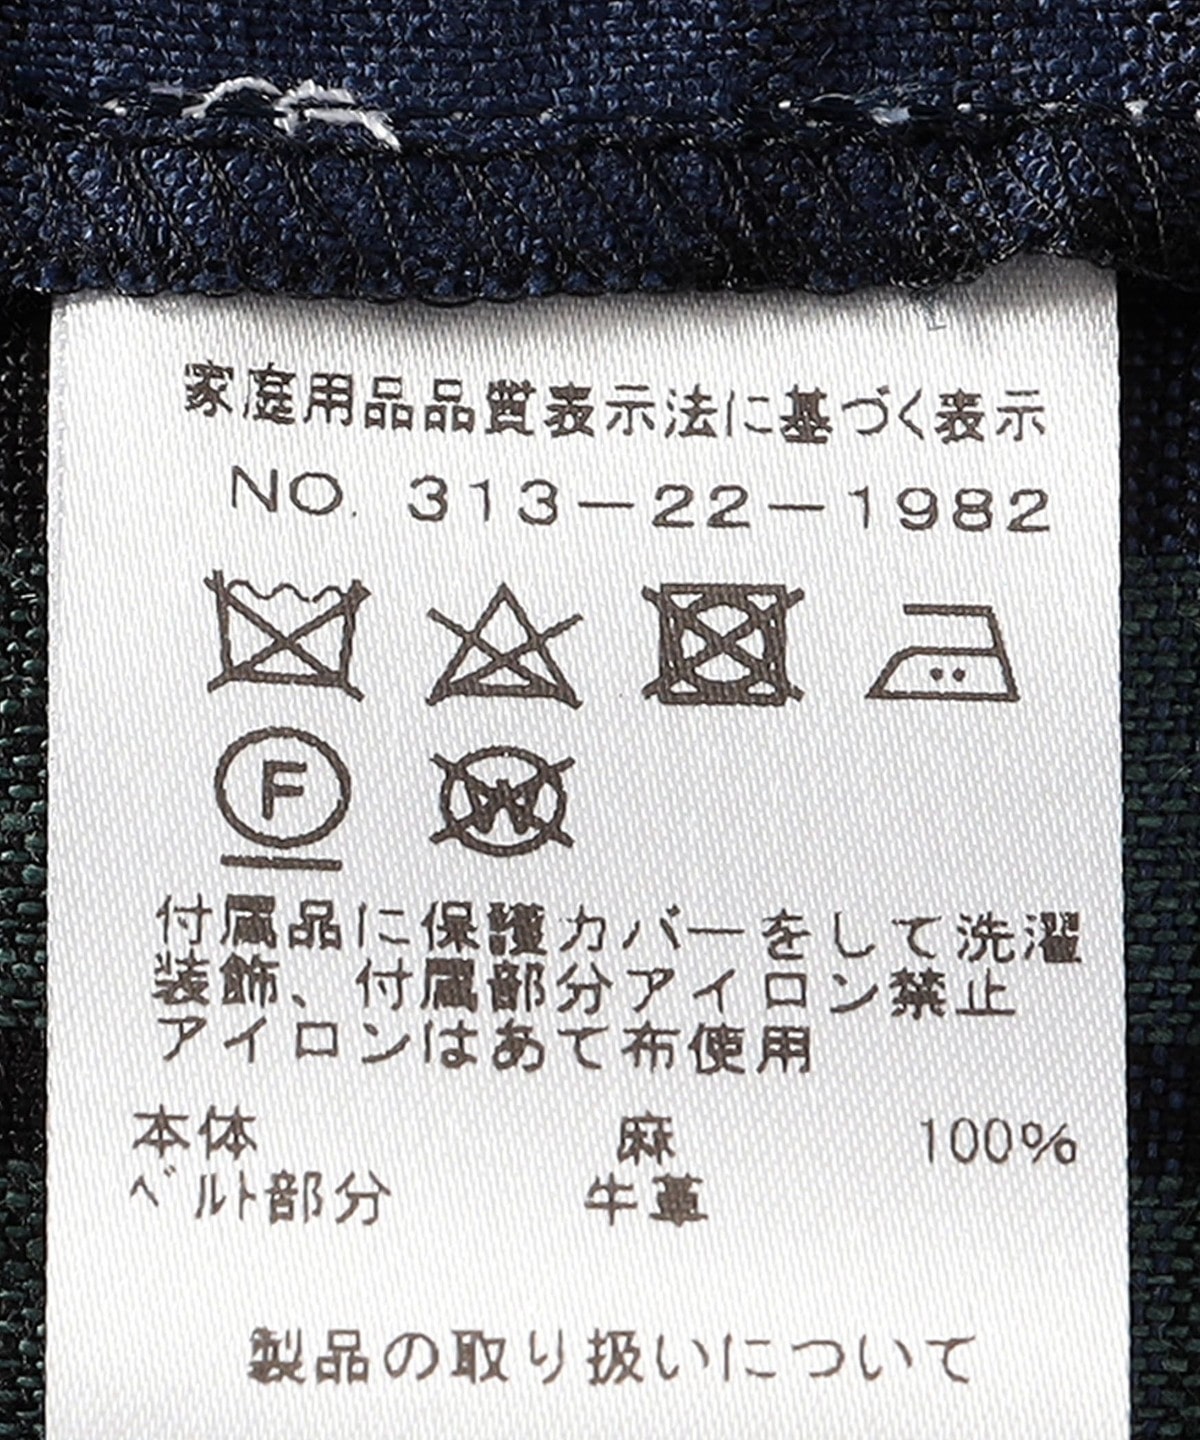 家庭用品品質表示法に基づく表示
NO. 313-22-1982
F
W
付属品に保護カバーをして洗濯
装飾、付属部分アイロン禁止
アイロンはあて布使用
本体 麻 100%
ベルト部分 牛革
製品の取り扱いについて